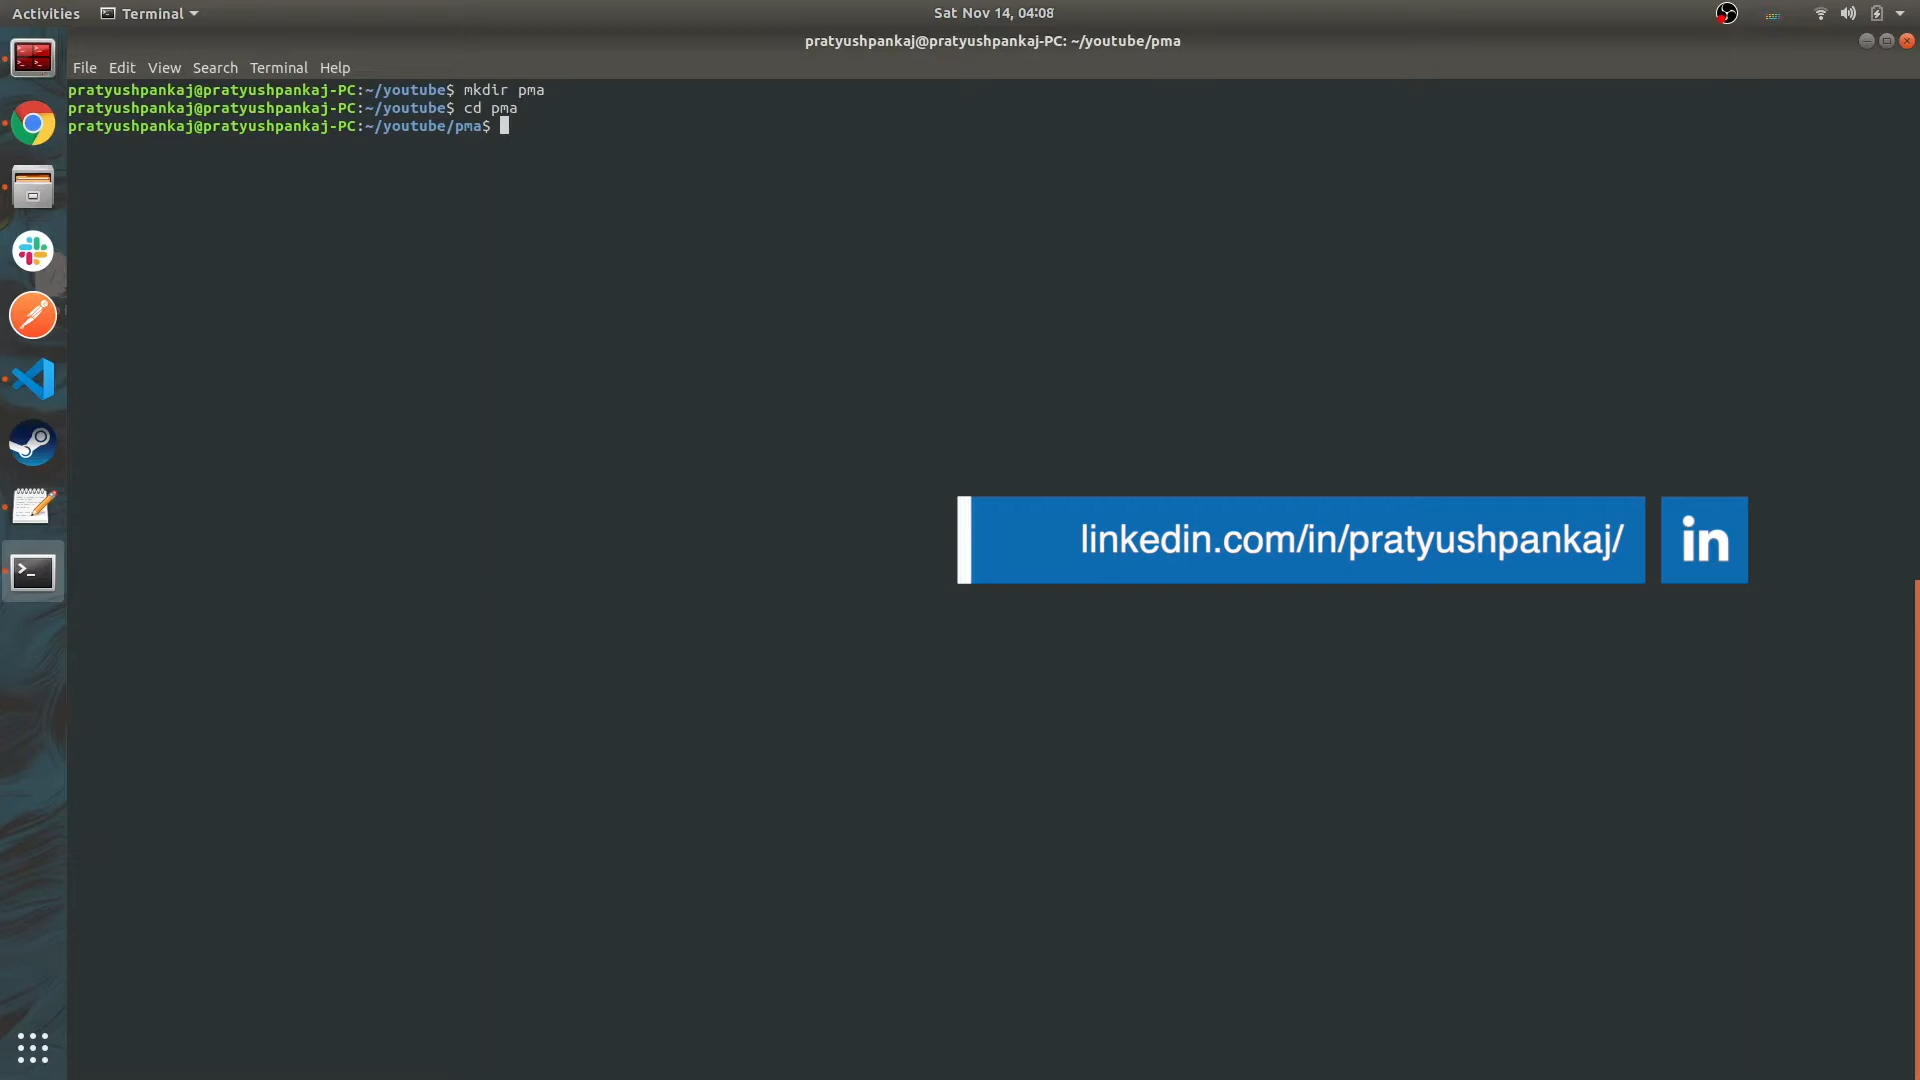 Activities Terminal Sat Nov 14, 04:08
pratyushpankaj@pratyushpankaj-PC: ~/youtube/pma
File Edit View Search Terminal Help
pratyushpankaj@pratyushpankaj-PC:~/youtube$ mkdir pma
pratyushpankaj@pratyushpankaj-PC:~/youtube$ cd pma
pratyushpankaj@pratyushpankaj-PC:~/youtube/pma$
linkedin.com/in/pratyushpankaj/ in